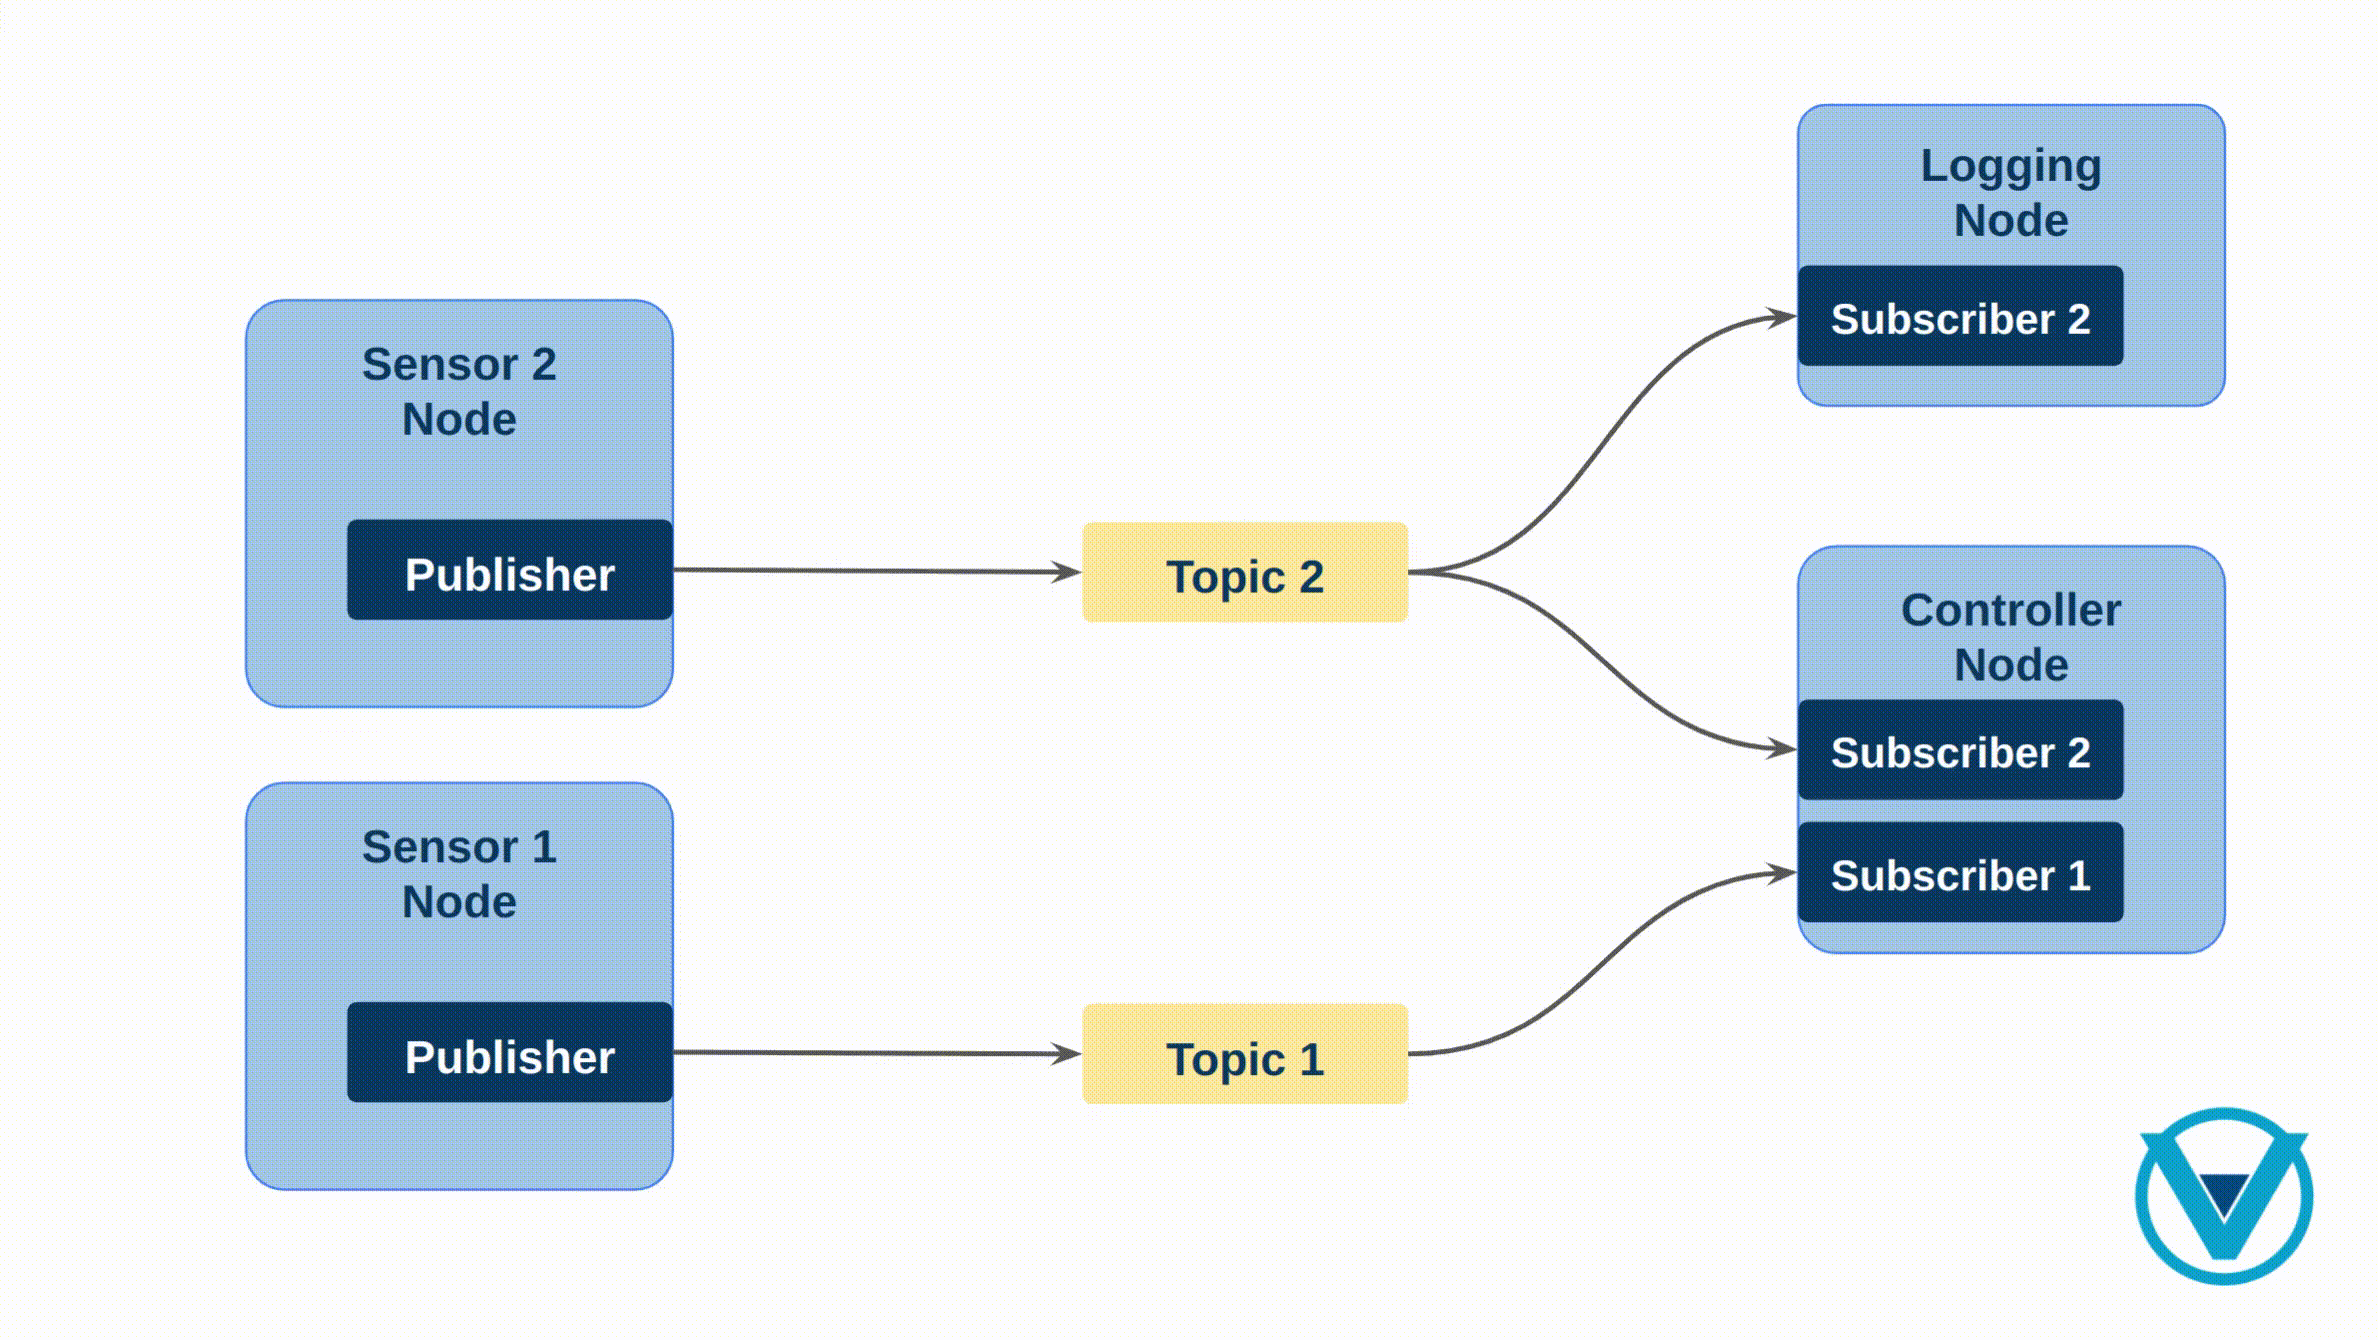 Sensor 2
Node
Publisher
Sensor 1
Node
Publisher
Topic 2
Topic 1
Logging
Node
Subscriber 2
Controller
Node
Subscriber 2
Subscriber 1